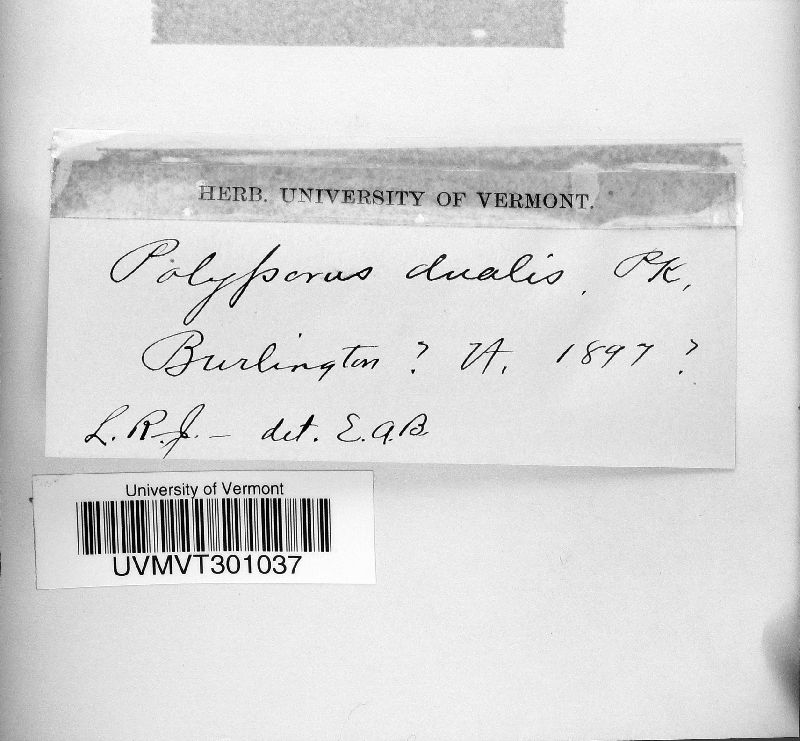 HERB. UNIVERSITY OF VERMONT.
Polyporus dualis, PK.
Burlington ? Vt. 1897 ?
L. R. J. – det. E. A. B
University of Vermont
UVMVT301037